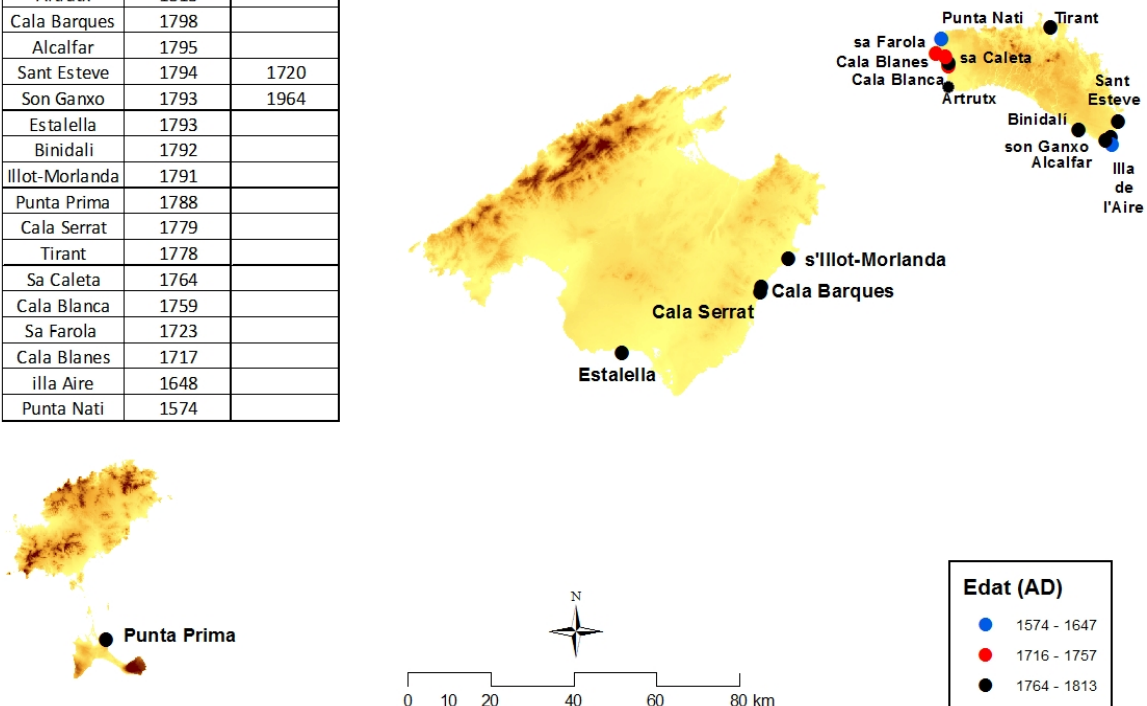 Cala Barques 1798
Alcalfar 1795
Sant Esteve 1794 1720
Son Ganxo 1793 1964
Estalella 1793
Binidali 1792
Illot-Morlanda 1791
Punta Prima 1788
Cala Serrat 1779
Tirant 1778
Sa Caleta 1764
Cala Blanca 1759
Sa Farola 1723
Cala Blanes 1717
illa Aire 1648
Punta Nati 1574
Punta Nati
Tirant
sa Farola
Cala Blanes
sa Caleta
Cala Blanca
Artrutx
Sant
Esteve
Binidalí
son Ganxo
Alcalfar
Illa
de
l'Aire
s'Illot-Morlanda
Cala Barques
Cala Serrat
Estalella
Punta Prima
N
0 10 20 40 60 80 km
Edat (AD)
1574 - 1647
1716 - 1757
1764 - 1813